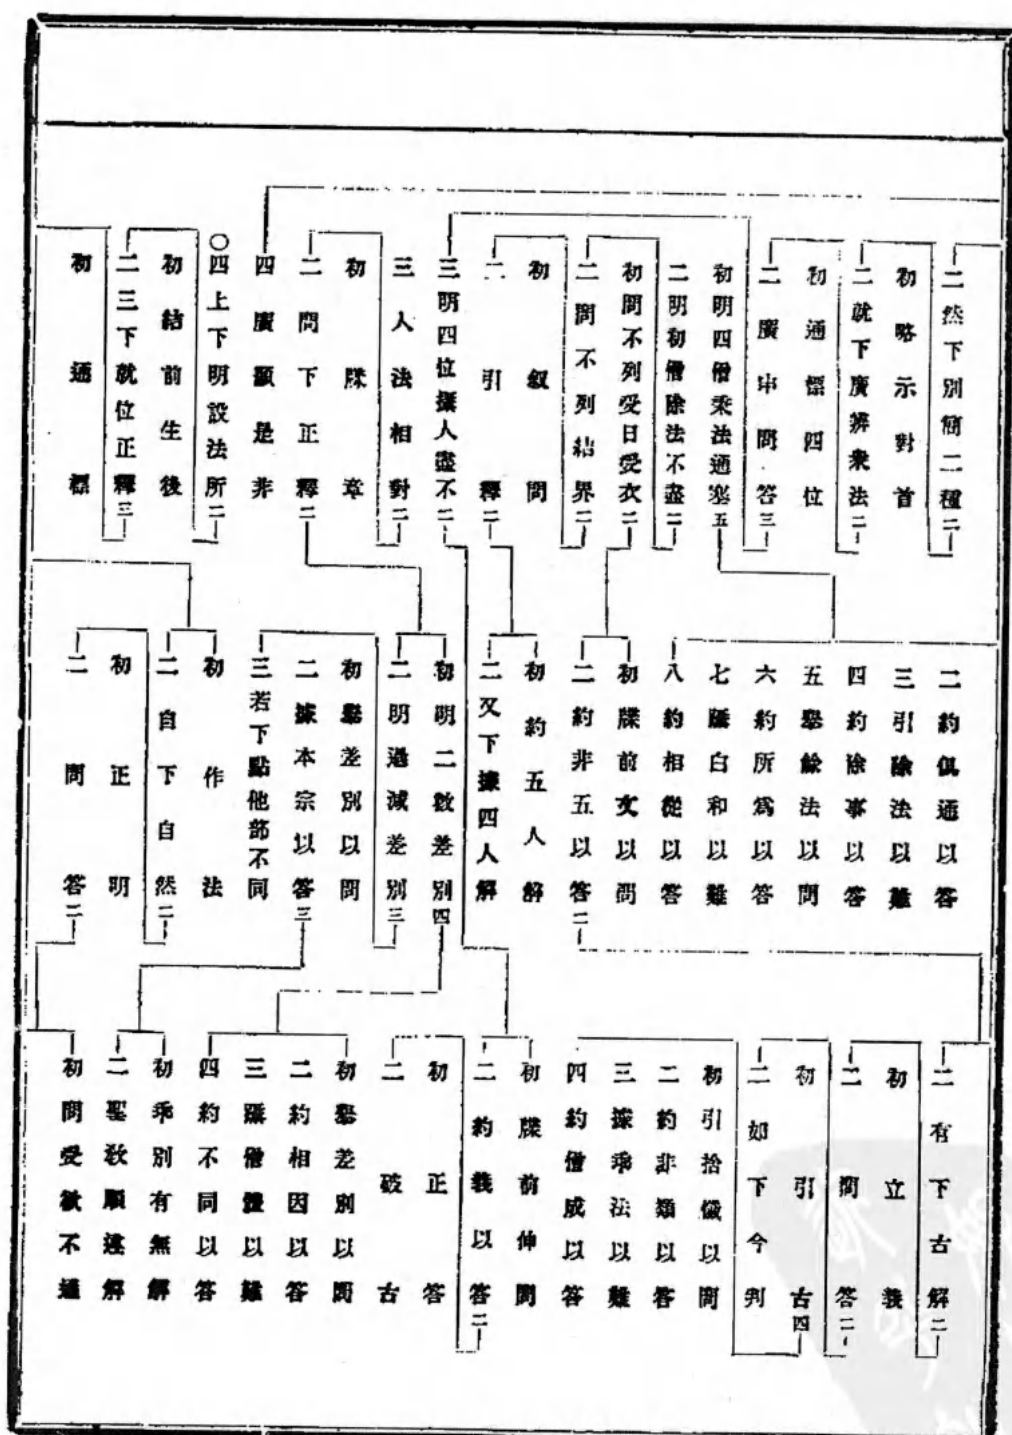 二然下別簡二種二
初略示對首
二就下廣辨衆法二
初通標四位
二廣申問答三
初明四僧秉法通塞五
二明初僧除法不盡二
初問不列受日受衣二
二問不列結界二
初敘問
二引釋二
三明四位攝人盡不二
三人法相對二
初牒章
二問下正釋二
四廣顯是非
○四上下明設法所二
初結前生後
二三下就位正釋三
初通標
二約俱通以答
三引除法以難
四約除事以答
五舉餘法以問
六約所為以答
七躡白和以難
八約相從以答
初牒前文以問
二約非五以答二
初約五人解
二又下據四人解
初明二數差別四
二明過減差別三
初舉差別以問
二據本宗以答三
三若下點他部不同
初作法
二自下自然二
初正明
二問答二
二有下古解二
初立義
二問答二
初引古四
二如下今判
初引捨懺以問
二約非類以答
三據乘法以難
四約僧成以答
初牒前伸問
二約義以答二
初正答
二破古
初舉差別以問
二約相因以答
三躡僧體以難
四約不同以答
初乖別有無解
二聖教順違解
初問受欲不通